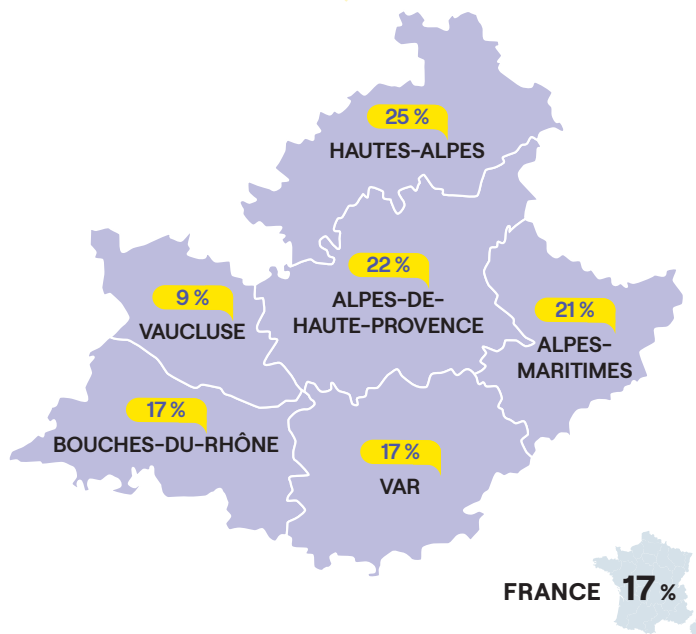 25 %
HAUTES-ALPES
22 %
ALPES-DE-
HAUTE-PROVENCE
9 %
VAUCLUSE
21 %
ALPES-
MARITIMES
17 %
BOUCHES-DU-RHÔNE
17 %
VAR
FRANCE 17 %